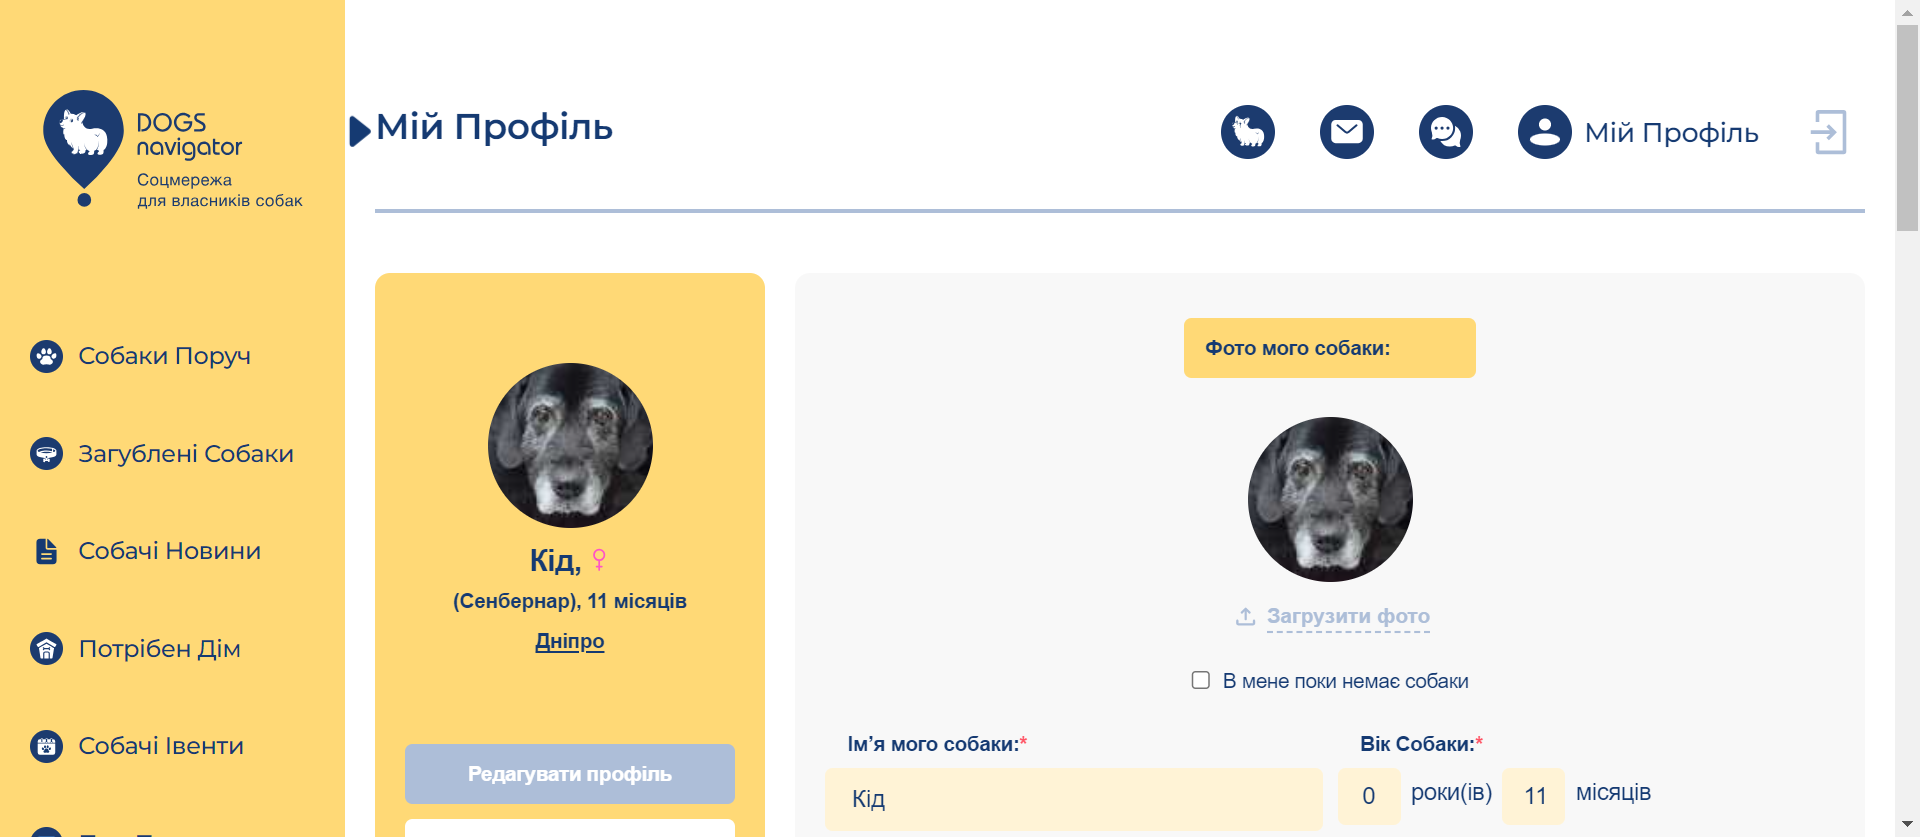 DOGS
navigator
Соцмережа
для власників собак
Мій Профіль
Мій Профіль
Собаки Поруч
Загублені Собаки
Собачі Новини
Потрібен Дім
Собачі Івенти
Кід,
(Сенбернар), 11 місяців
Дніпро
Редагувати профіль
Фото мого собаки:
Загрузити фото
В мене поки немає собаки
Ім’я мого собаки:*
Вік Собаки:*
Кід
0 роки(ів) 11 місяців